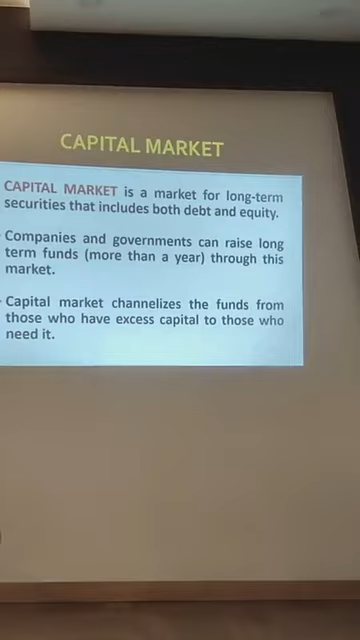 CAPITAL MARKET
CAPITAL MARKET is a market for long-term
securities that includes both debt and equity.
Companies and governments can raise long
term funds (more than a year) through this
market.
Capital market channelizes the funds from
those who have excess capital to those who
need it.